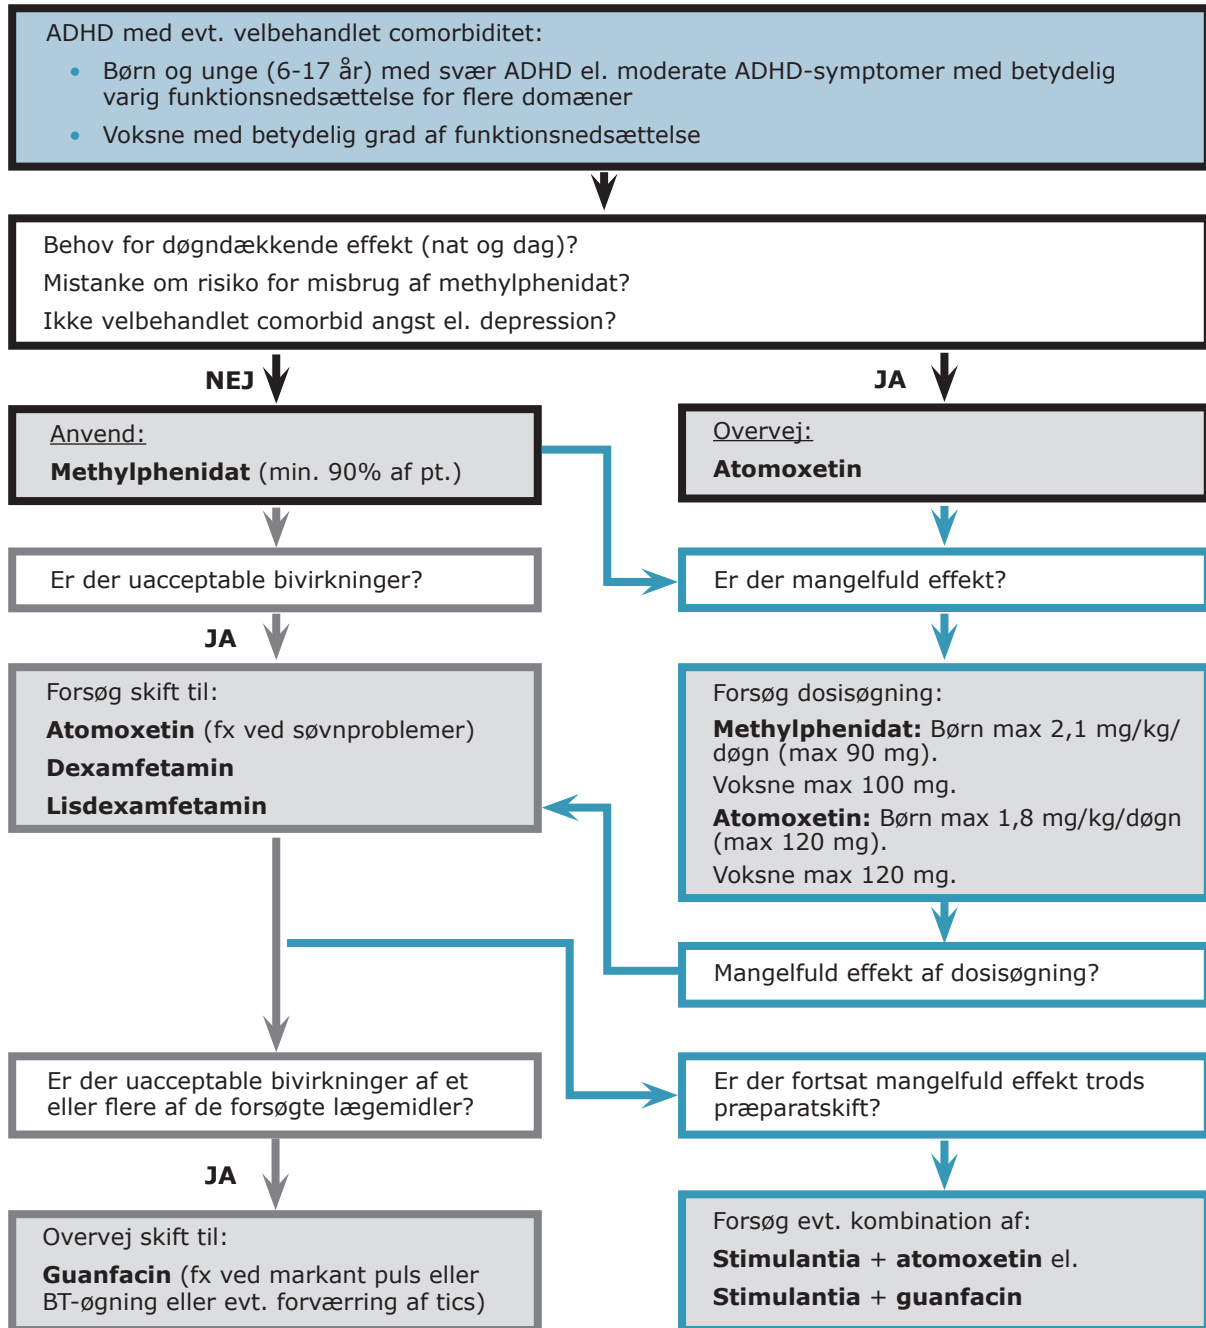 ADHD med evt. velbehandlet comorbiditet:
• Børn og unge (6-17 år) med svær ADHD el. moderate ADHD-symptomer med betydelig
varig funktionsnedsættelse for flere domæner
• Voksne med betydelig grad af funktionsnedsættelse
Behov for døgndækkende effekt (nat og dag)?
Mistanke om risiko for misbrug af methylphenidat?
Ikke velbehandlet comorbid angst el. depression?
NEJ
JA
Anvend:
Methylphenidat (min. 90% af pt.)
Overvej:
Atomoxetin
Er der uacceptable bivirkninger?
Er der mangelfuld effekt?
JA
Forsøg skift til:
Atomoxetin (fx ved søvnproblemer)
Dexamfetamin
Lisdexamfetamin
Forsøg dosisøgning:
Methylphenidat: Børn max 2,1 mg/kg/
døgn (max 90 mg).
Voksne max 100 mg.
Atomoxetin: Børn max 1,8 mg/kg/døgn
(max 120 mg).
Voksne max 120 mg.
Mangelfuld effekt af dosisøgning?
Er der uacceptable bivirkninger af et
eller flere af de forsøgte lægemidler?
Er der fortsat mangelfuld effekt trods
præparatskift?
JA
Overvej skift til:
Guanfacin (fx ved markant puls eller
BT-øgning eller evt. forværring af tics)
Forsøg evt. kombination af:
Stimulantia + atomoxetin el.
Stimulantia + guanfacin